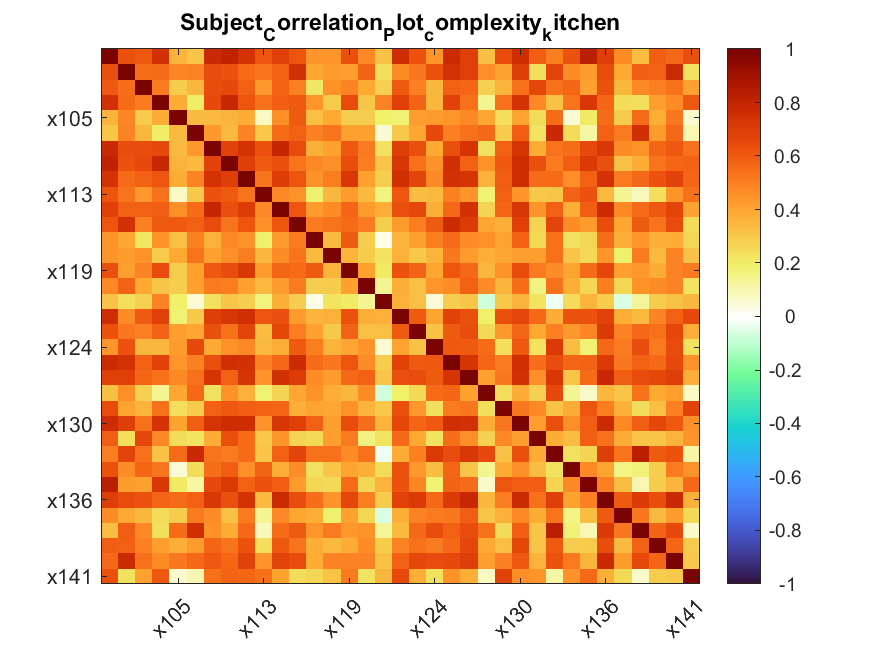 Subject_Correlation_Plot_complexity_kitchen
x105
x113
x119
x124
x130
x136
x141
x105
x113
x119
x124
x130
x136
x141
1
0.8
0.6
0.4
0.2
0
-0.2
-0.4
-0.6
-0.8
-1